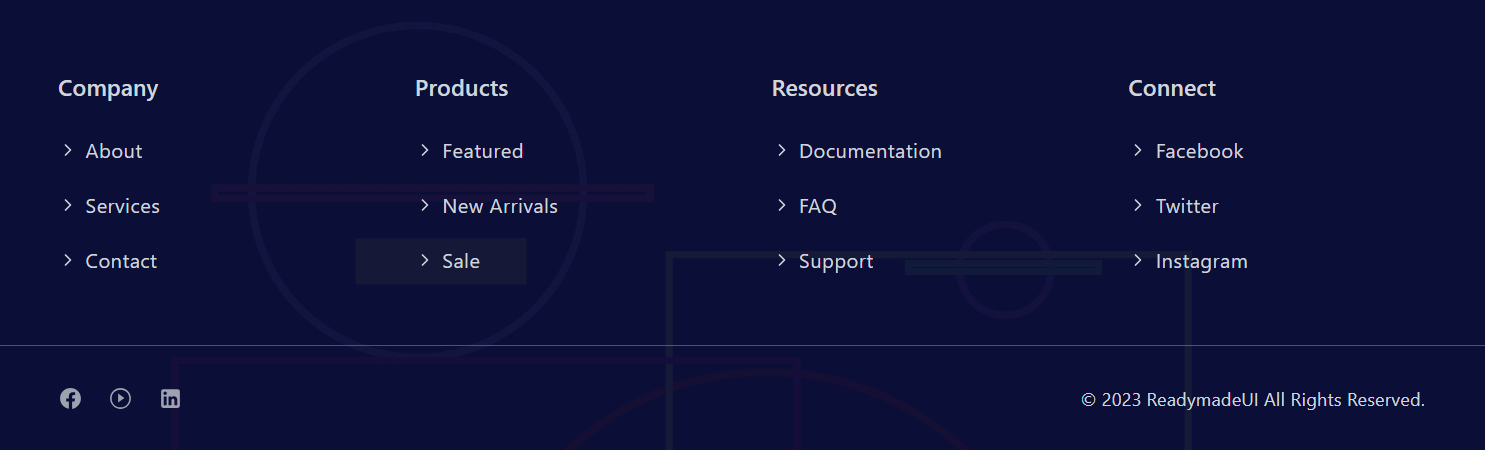 Company
About
Services
Contact
Products
Featured
New Arrivals
Sale
Resources
Documentation
FAQ
Support
Connect
Facebook
Twitter
Instagram
© 2023 ReadymadeUI All Rights Reserved.